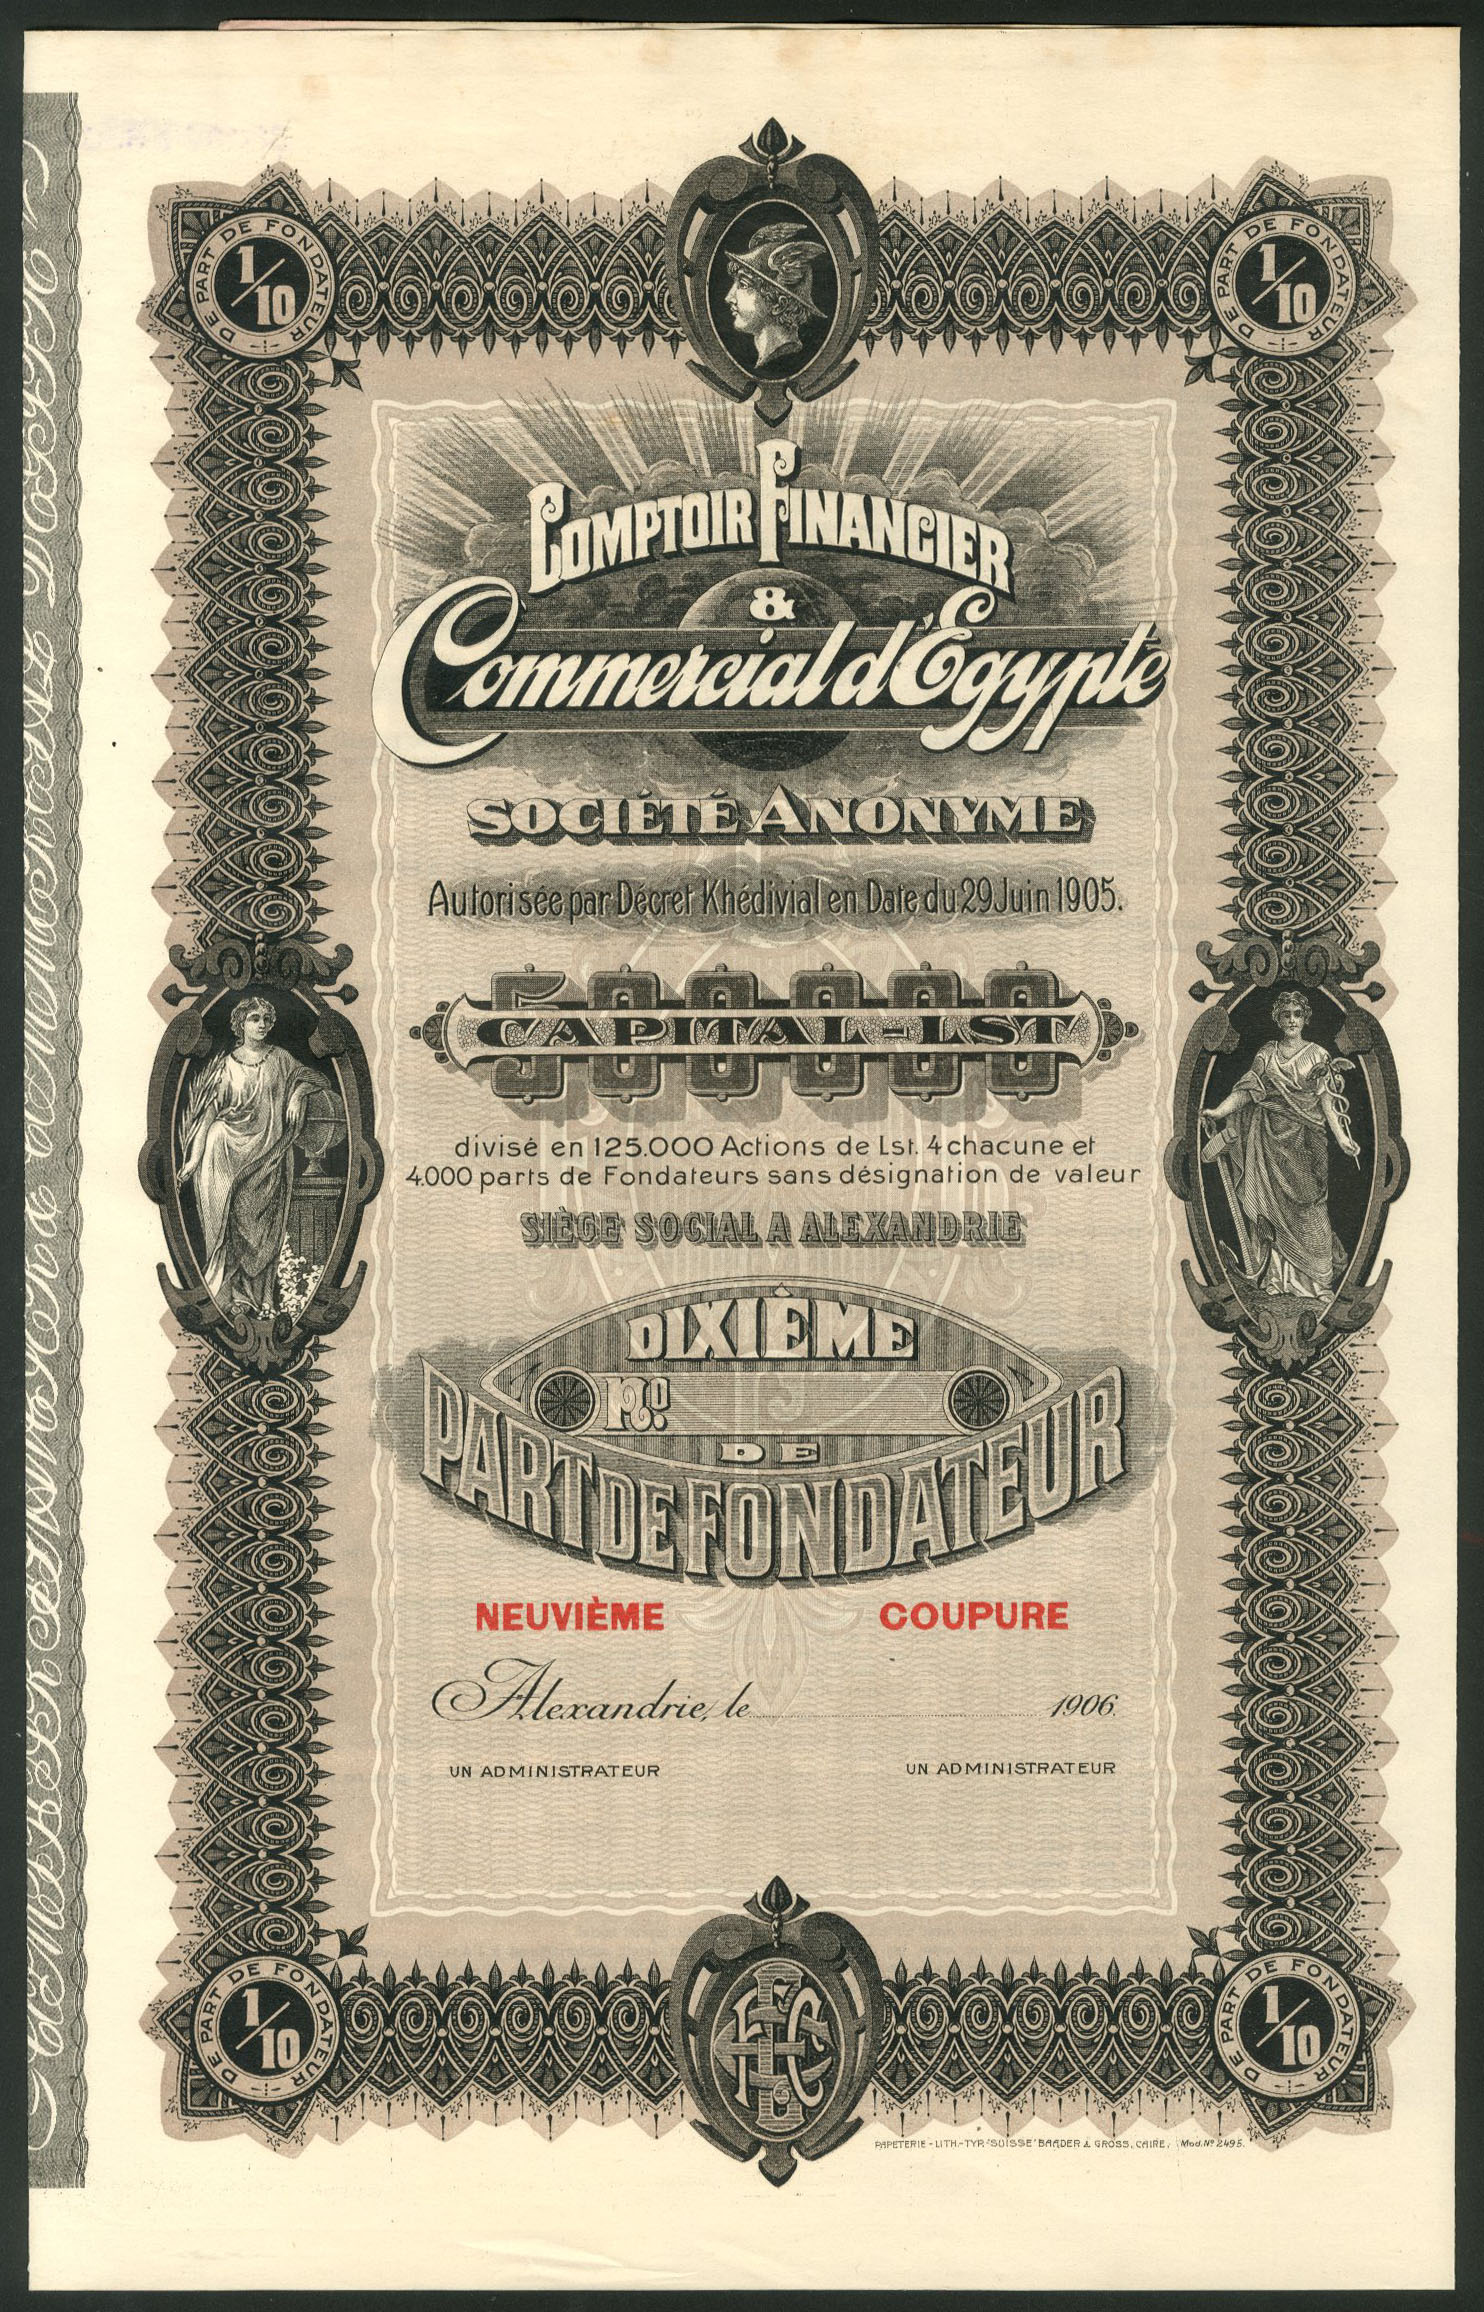 DE PART DE FONDATEUR
1/10
DE PART DE FONDATEUR
1/10
COMPTOIR FINANCIER
&
Commercial d'Egypte
SOCIÉTÉ ANONYME
Autorisée par Décret Khédivial en Date du 29 Juin 1905.
500000
CAPITAL-LST
divisé en 125.000 Actions de Lst. 4 chacune et
4.000 parts de Fondateurs sans désignation de valeur
SIÈGE SOCIAL A ALEXANDRIE
DIXIÈME
No.
DE
PART DE FONDATEUR
NEUVIÈME COUPURE
Alexandrie, le 1906.
UN ADMINISTRATEUR UN ADMINISTRATEUR
DE PART DE FONDATEUR
1/10
DE PART DE FONDATEUR
1/10
PAPETERIE-LITH.-TYP. "SUISSE" BAADER & GROSS, CAIRE. Mod. No 2495.